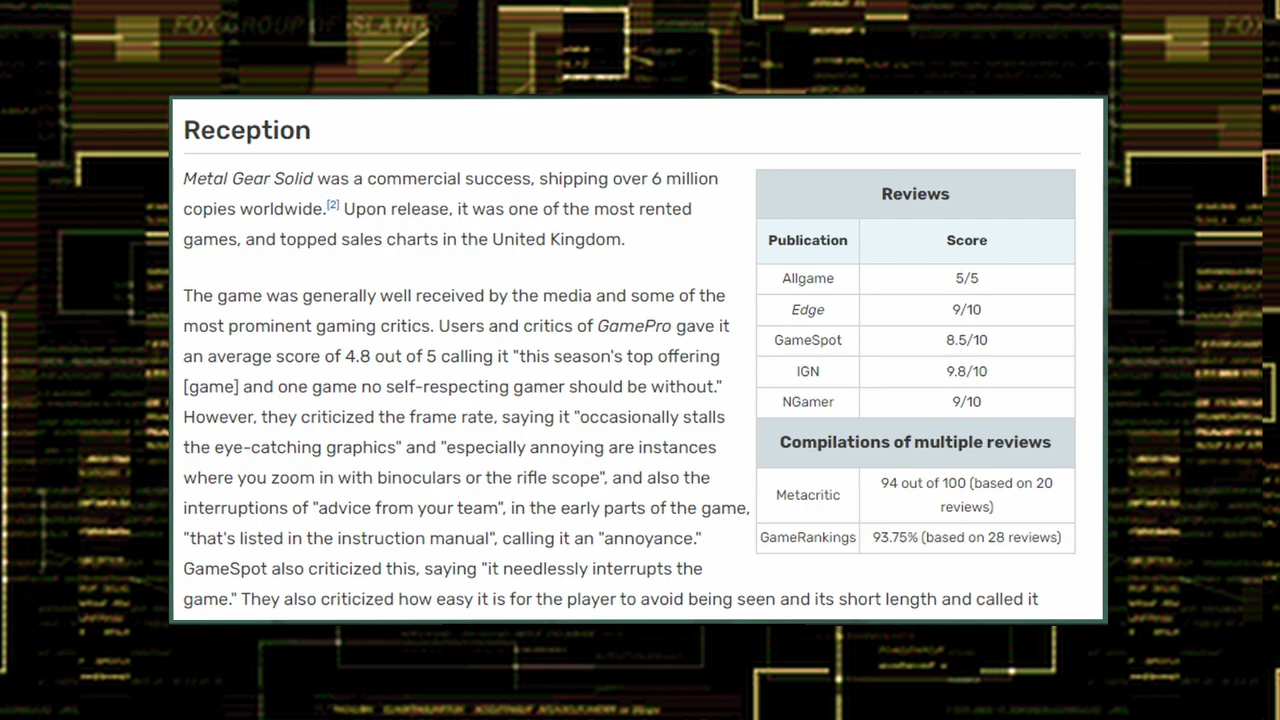 FOX GROUP OF ISLANDS
FOX
Reception
Metal Gear Solid was a commercial success, shipping over 6 million
copies worldwide.[2] Upon release, it was one of the most rented
games, and topped sales charts in the United Kingdom.
The game was generally well received by the media and some of the
most prominent gaming critics. Users and critics of GamePro gave it
an average score of 4.8 out of 5 calling it "this season's top offering
[game] and one game no self-respecting gamer should be without."
However, they criticized the frame rate, saying it "occasionally stalls
the eye-catching graphics" and "especially annoying are instances
where you zoom in with binoculars or the rifle scope", and also the
interruptions of "advice from your team", in the early parts of the game,
"that's listed in the instruction manual", calling it an "annoyance."
GameSpot also criticized this, saying "it needlessly interrupts the
game." They also criticized how easy it is for the player to avoid being seen and its short length and called it
Reviews
Publication Score
Allgame 5/5
Edge 9/10
GameSpot 8.5/10
IGN 9.8/10
NGamer 9/10
Compilations of multiple reviews
Metacritic 94 out of 100 (based on 20
reviews)
GameRankings 93.75% (based on 28 reviews)